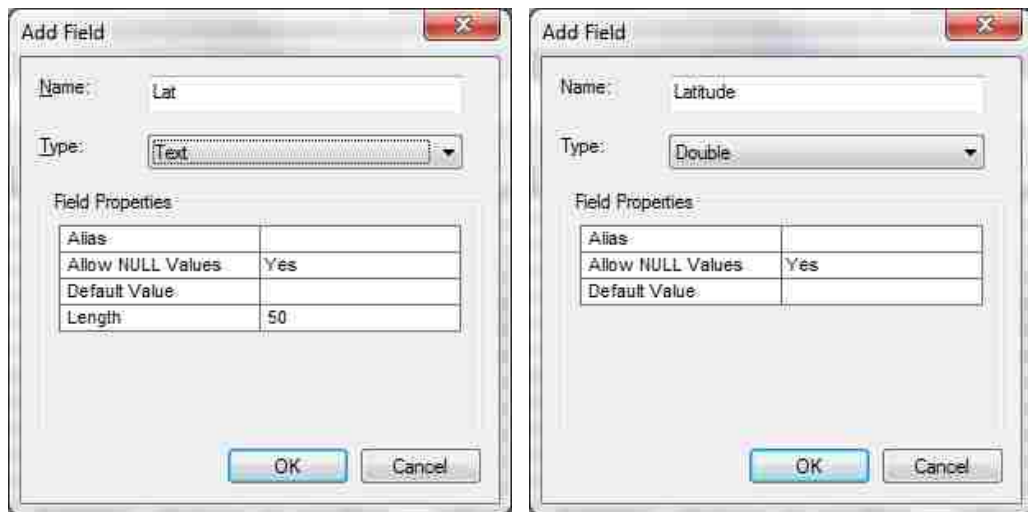 Add Field
Name: Lat
Type: Text
Field Properties
Alias
Allow NULL Values Yes
Default Value
Length 50
OK Cancel
Add Field
Name: Latitude
Type: Double
Field Properties
Alias
Allow NULL Values Yes
Default Value
OK Cancel